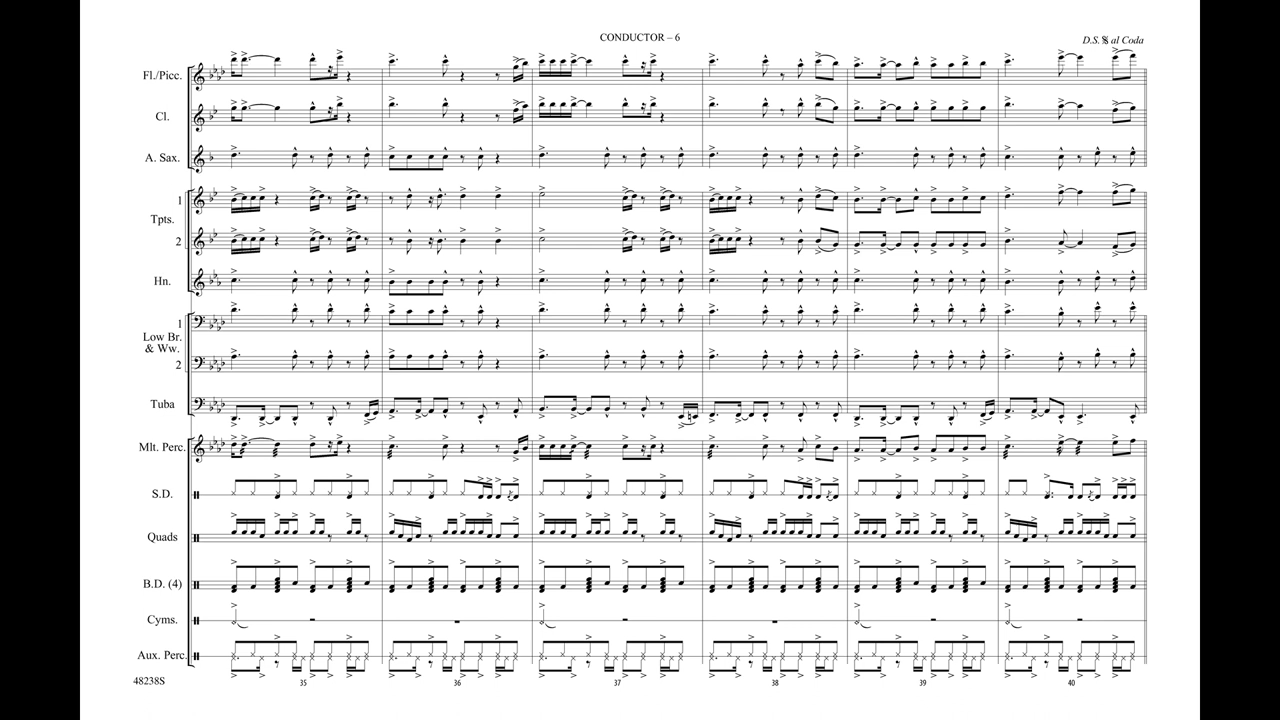 CONDUCTOR – 6
D.S. 𝄋 al Coda
Fl./Picc.
Cl.
A. Sax.
1
Tpts.
2
Hn.
1
Low Br.
& Ww.
2
Tuba
Mlt. Perc.
S.D.
Quads
B.D. (4)
Cyms.
Aux. Perc.
48238S 35 36 37 38 39 40